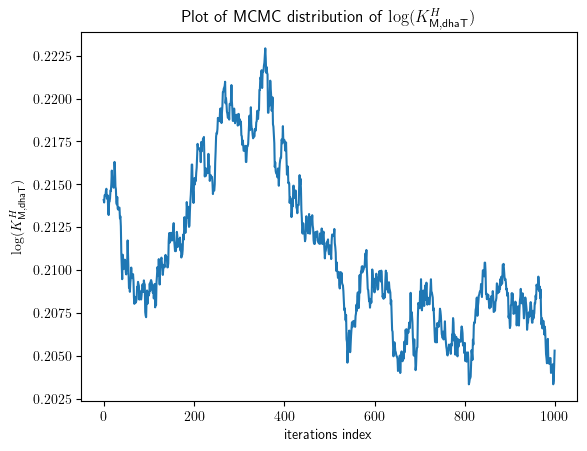 Plot of MCMC distribution of log(K^H_M,dhaT)
0.2225
0.2200
0.2175
0.2150
0.2125
0.2100
0.2075
0.2050
0.2025
log(K^H_M,dhaT)
0 200 400 600 800 1000
iterations index